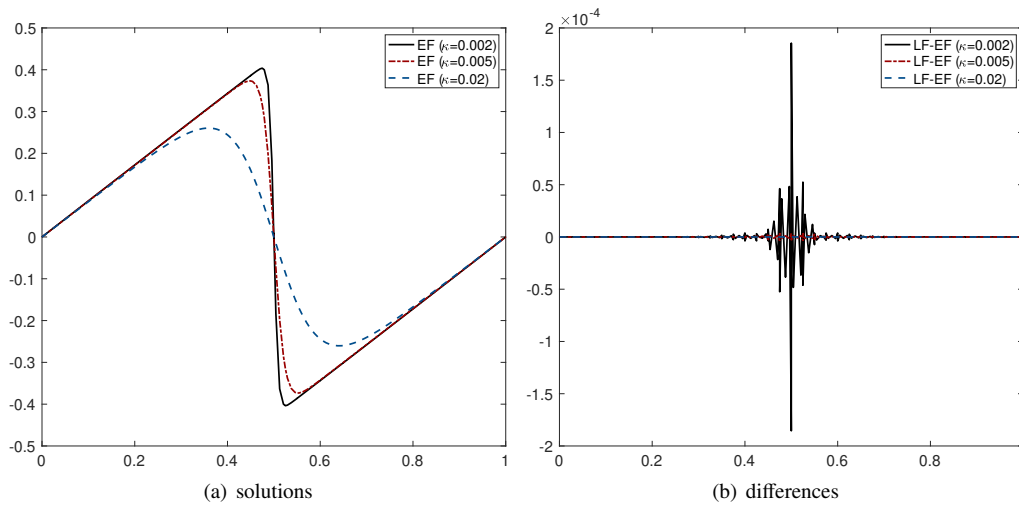 0.5
0.4
0.3
0.2
0.1
0
-0.1
-0.2
-0.3
-0.4
-0.5
0 0.2 0.4 0.6 0.8 1
EF (κ=0.002)
EF (κ=0.005)
EF (κ=0.02)
(a) solutions
×10-4
2
1.5
1
0.5
0
-0.5
-1
-1.5
-2
0 0.2 0.4 0.6 0.8
LF-EF (κ=0.002)
LF-EF (κ=0.005)
LF-EF (κ=0.02)
(b) differences